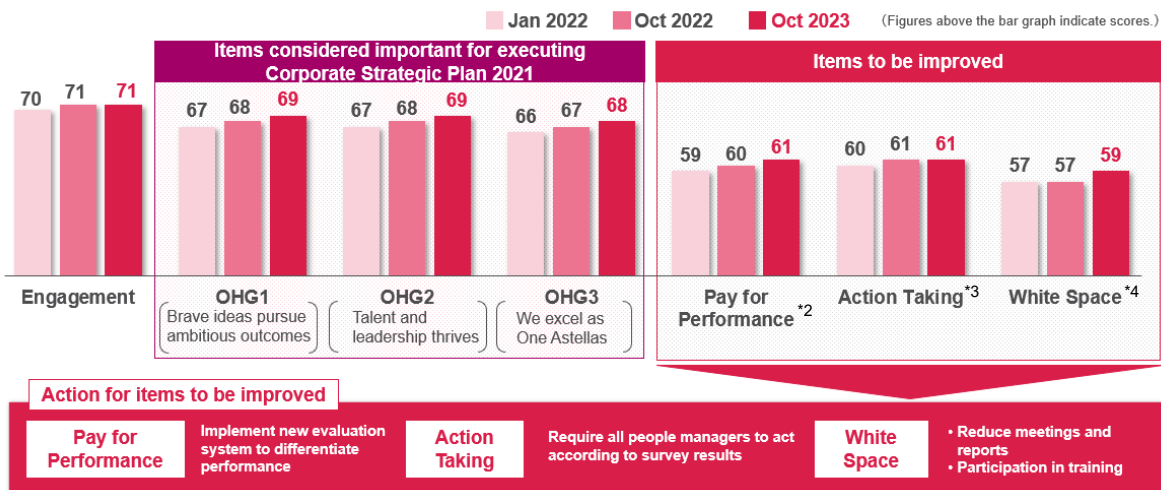 Jan 2022 Oct 2022 Oct 2023 (Figures above the bar graph indicate scores.)
Items considered important for executing
Corporate Strategic Plan 2021
Items to be improved
70 71 71
67 68 69
67 68 69
66 67 68
59 60 61
60 61 61
57 57 59
Engagement
OHG1
Brave ideas pursue
ambitious outcomes
OHG2
Talent and
leadership thrives
OHG3
We excel as
One Astellas
Pay for
Performance *2
Action Taking *3
White Space *4
Action for items to be improved
Pay for
Performance
Implement new evaluation
system to differentiate
performance
Action
Taking
Require all people managers to act
according to survey results
White
Space
• Reduce meetings and
reports
• Participation in training